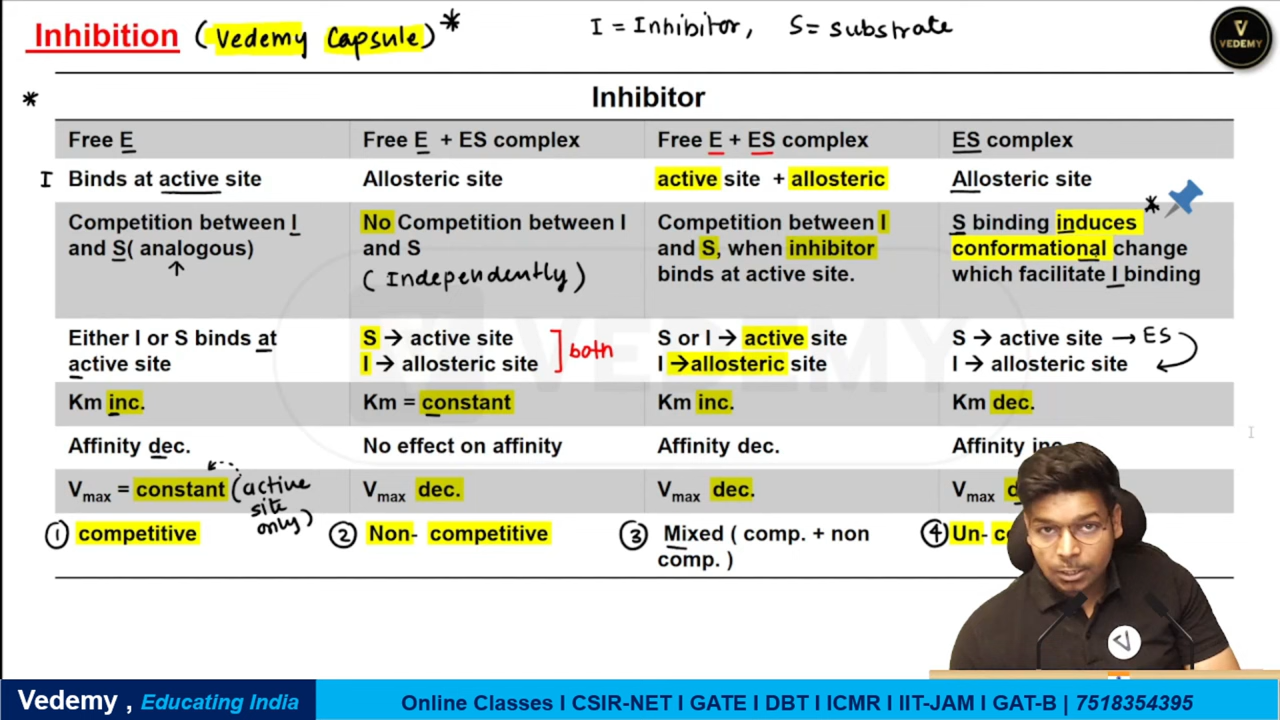 Inhibition (Vedemy Capsule)*
I = Inhibitor, S = substrate
VEDEMY
* Inhibitor
Free E
Free E + ES complex
Free E + ES complex
ES complex
I Binds at active site
Allosteric site
active site + allosteric
Allosteric site
Competition between I
and S( analogous)
No Competition between I
and S
(Independently)
Competition between I
and S, when inhibitor
binds at active site.
S binding induces *
conformational change
which facilitate I binding
Either I or S binds at
active site
S → active site
I → allosteric site
both
S or I → active site
I →allosteric site
S → active site → ES
I → allosteric site
Km inc.
Km = constant
Km inc.
Km dec.
Affinity dec.
No effect on affinity
Affinity dec.
Affinity inc
Vmax = constant (active
site
only)
Vmax dec.
Vmax dec.
Vmax
① competitive
② Non- competitive
③ Mixed ( comp. + non
comp. )
④ Un-
VEDEMY
Vedemy , Educating India
Online Classes I CSIR-NET I GATE I DBT I ICMR I IIT-JAM I GAT-B | 7518354395